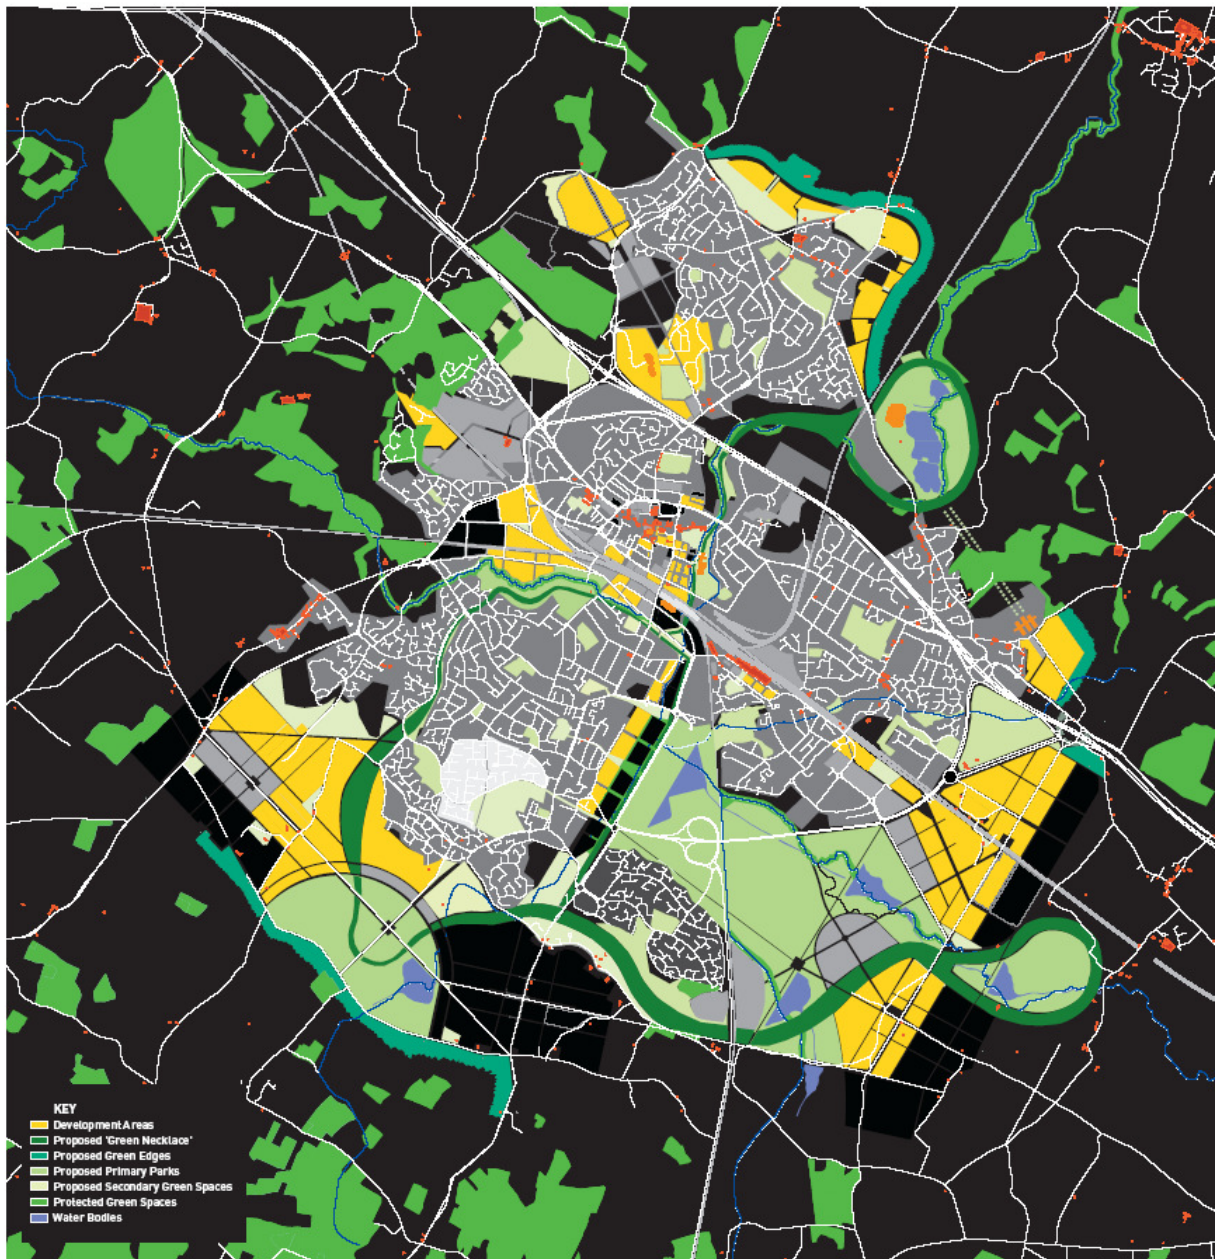 KEY
Development Areas
Proposed 'Green Necklace'
Proposed Green Edges
Proposed Primary Parks
Proposed Secondary Green Spaces
Protected Green Spaces
Water Bodies